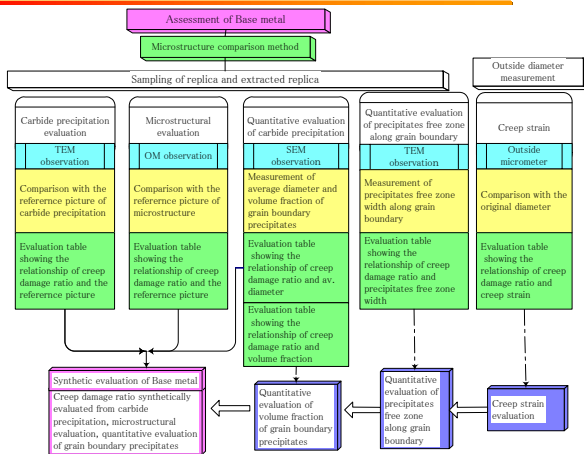 Assessment of Base metal
Microstructure comparison method
Sampling of replica and extracted replica
Outside diameter
measurement
Carbide precipitation
evaluation
TEM
observation
Comparison with the
refernce picture of
carbide precipitation
Evaluation table
showing the
relationship of creep
damage ratio and
the refernce picture
Microstructural
evaluation
OM observation
Comparison with the
refernce picture of
microstructure
Evaluation table
showing the
relationship of creep
damage ratio and
the refernce picture
Quantitative evaluation
of carbide precipitation
SEM
observation
Measurement of
average diameter and
volume fraction of
grain boundary
precipitates
Evaluation table
showing the
relationship of creep
damage ratio and av.
diameter
Evaluation table
showing the
relationship of creep
damage ratio and
volume fraction
Quantitative evaluation
of precipitates free zone
along grain boundary
TEM
observation
Measurement of
precipitates free zone
width along grain
boundary
Evaluation table
showing the
relationship of creep
damage ratio and
precipitates free zone
width
Creep strain
Outside
micrometer
Comparison with the
original diameter
Evaluation table
showing the
relationship of creep
damage ratio and
creep strain
Synthetic evaluation of Base metal
Creep damage ratio synthetically
evaluated from carbide
precipitation, microstructural
evaluation, quantitative evaluation
of grain boundary precipitates
Quantitative
evaluation of
volume fraction
of grain boundary
precipitates
Quantitative
evaluation of
precipitates
free zone
along grain
boundary
Creep strain
evaluation